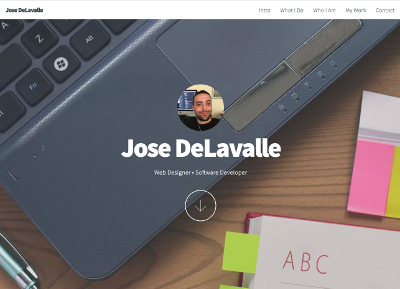 Jose DeLavalle
Intro What I Do Who I Am My Work Contact
Alt
Fn
Jose DeLavalle
Web Designer • Software Developer
ABC